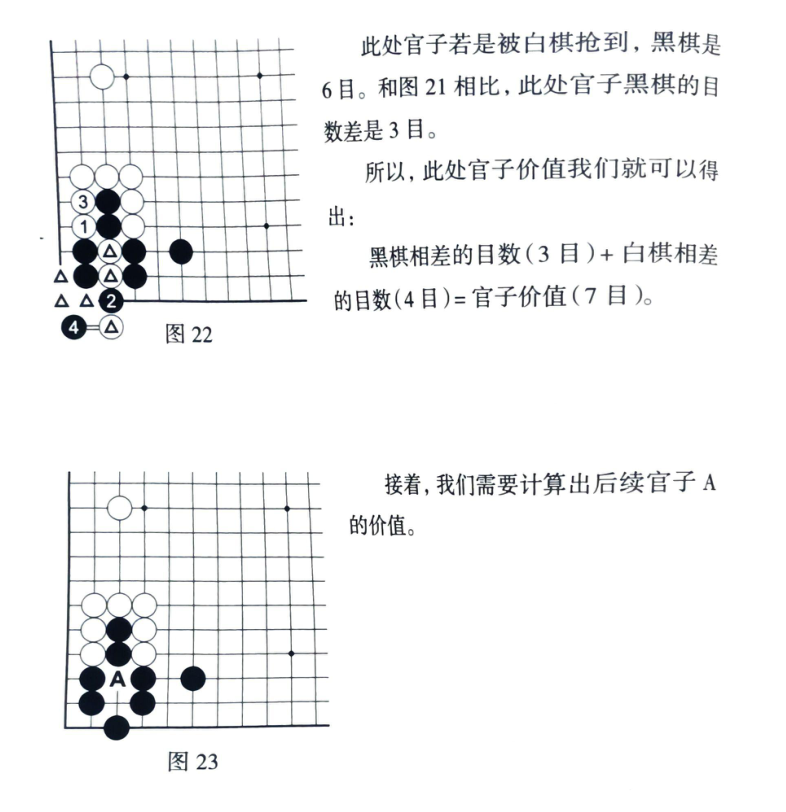 此处官子若是被白棋抢到，黑棋是
6目。和图 21 相比，此处官子黑棋的目
数差是 3 目。
所以，此处官子价值我们就可以得
出：
黑棋相差的目数（3 目）+ 白棋相差
的目数（4 目）= 官子价值（7 目）。
3
1
2
4
图 22
接着，我们需要计算出后续官子 A
的价值。
A
图 23